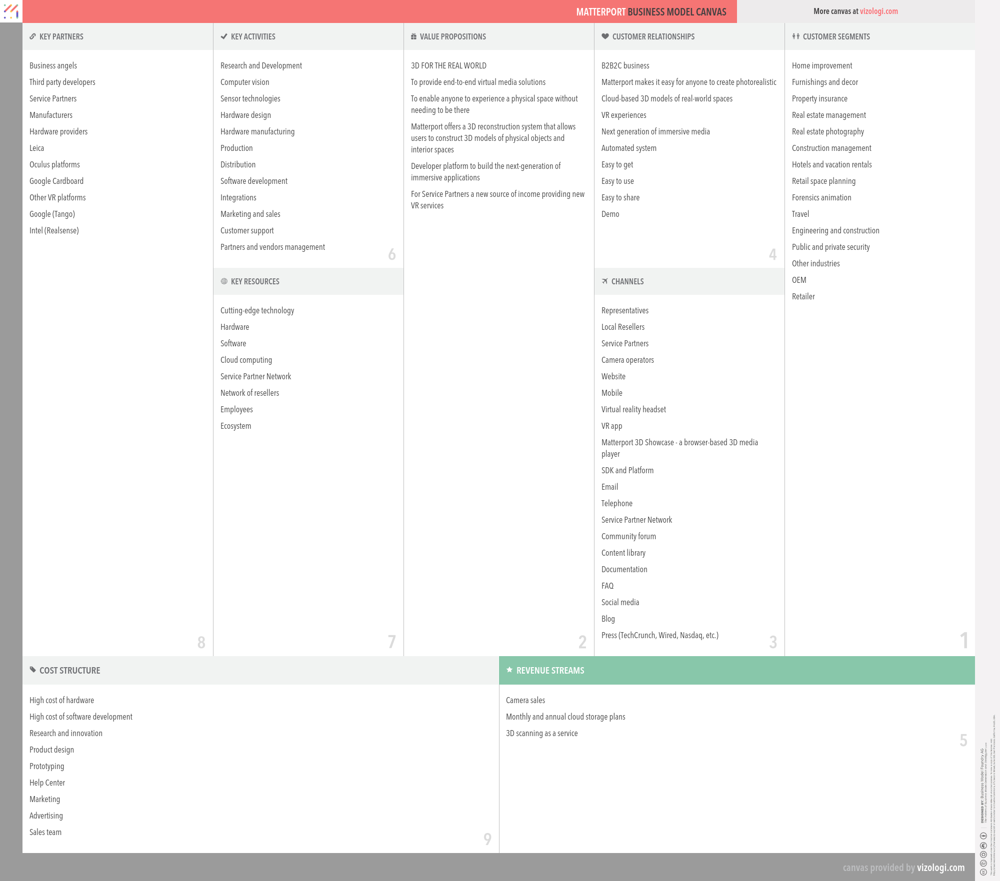 MATTERPORT BUSINESS MODEL CANVAS
More canvas at vizologi.com
KEY PARTNERS
Business angels
Third party developers
Service Partners
Manufacturers
Hardware providers
Leica
Oculus platforms
Google Cardboard
Other VR platforms
Google (Tango)
Intel (Realsense)
8
KEY ACTIVITIES
Research and Development
Computer vision
Sensor technologies
Hardware design
Hardware manufacturing
Production
Distribution
Software development
Integrations
Marketing and sales
Customer support
Partners and vendors management
6
KEY RESOURCES
Cutting-edge technology
Hardware
Software
Cloud computing
Service Partner Network
Network of resellers
Employees
Ecosystem
7
VALUE PROPOSITIONS
3D FOR THE REAL WORLD
To provide end-to-end virtual media solutions
To enable anyone to experience a physical space without
needing to be there
Matterport offers a 3D reconstruction system that allows
users to construct 3D models of physical objects and
interior spaces
Developer platform to build the next-generation of
immersive applications
For Service Partners a new source of income providing new
VR services
2
CUSTOMER RELATIONSHIPS
B2B2C business
Matterport makes it easy for anyone to create photorealistic
Cloud-based 3D models of real-world spaces
VR experiences
Next generation of immersive media
Automated system
Easy to get
Easy to use
Easy to share
Demo
4
CHANNELS
Representatives
Local Resellers
Service Partners
Camera operators
Website
Mobile
Virtual reality headset
VR app
Matterport 3D Showcase - a browser-based 3D media
player
SDK and Platform
Email
Telephone
Service Partner Network
Community forum
Content library
Documentation
FAQ
Social media
Blog
Press (TechCrunch, Wired, Nasdaq, etc.)
3
CUSTOMER SEGMENTS
Home improvement
Furnishings and decor
Property insurance
Real estate management
Real estate photography
Construction management
Hotels and vacation rentals
Retail space planning
Forensics animation
Travel
Engineering and construction
Public and private security
Other industries
OEM
Retailer
1
COST STRUCTURE
High cost of hardware
High cost of software development
Research and innovation
Product design
Prototyping
Help Center
Marketing
Advertising
Sales team
9
REVENUE STREAMS
Camera sales
Monthly and annual cloud storage plans
3D scanning as a service
5
DESIGNED BY: Business Model Foundry AG
The makers of Business Model Generation and Strategyzer.com
canvas provided by vizologi.com